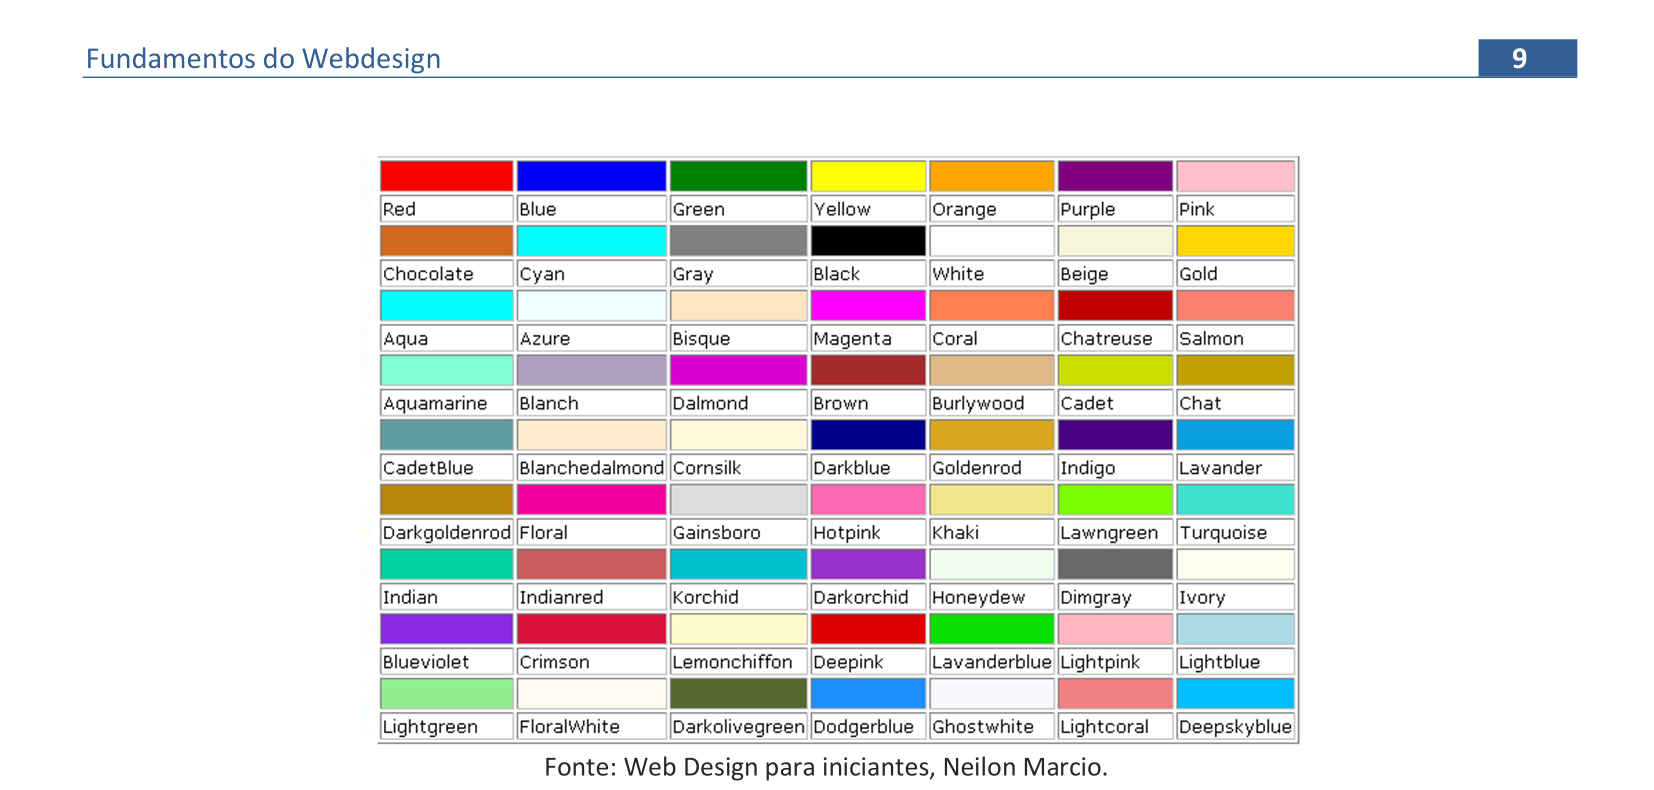 Fundamentos do Webdesign 9
Red Blue Green Yellow Orange Purple Pink
Chocolate Cyan Gray Black White Beige Gold
Aqua Azure Bisque Magenta Coral Chatreuse Salmon
Aquamarine Blanch Dalmond Brown Burlywood Cadet Chat
CadetBlue Blanchedalmond Cornsilk Darkblue Goldenrod Indigo Lavander
Darkgoldenrod Floral Gainsboro Hotpink Khaki Lawngreen Turquoise
Indian Indianred Korchid Darkorchid Honeydew Dimgray Ivory
Blueviolet Crimson Lemonchiffon Deepink Lavanderblue Lightpink Lightblue
Lightgreen FloralWhite Darkolivegreen Dodgerblue Ghostwhite Lightcoral Deepskyblue
Fonte: Web Design para iniciantes, Neilon Marcio.